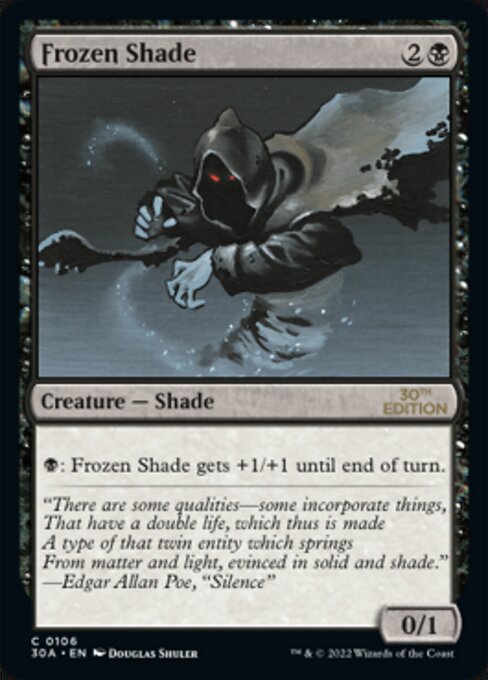 Frozen Shade 2
30TH
EDITION
Creature — Shade
: Frozen Shade gets +1/+1 until end of turn.
“There are some qualities—some incorporate things,
That have a double life, which thus is made
A type of that twin entity which springs
From matter and light, evinced in solid and shade.”
—Edgar Allan Poe, “Silence”
0/1
C 0106
30A • EN Douglas Shuler
™ & © 2022 Wizards of the Coast